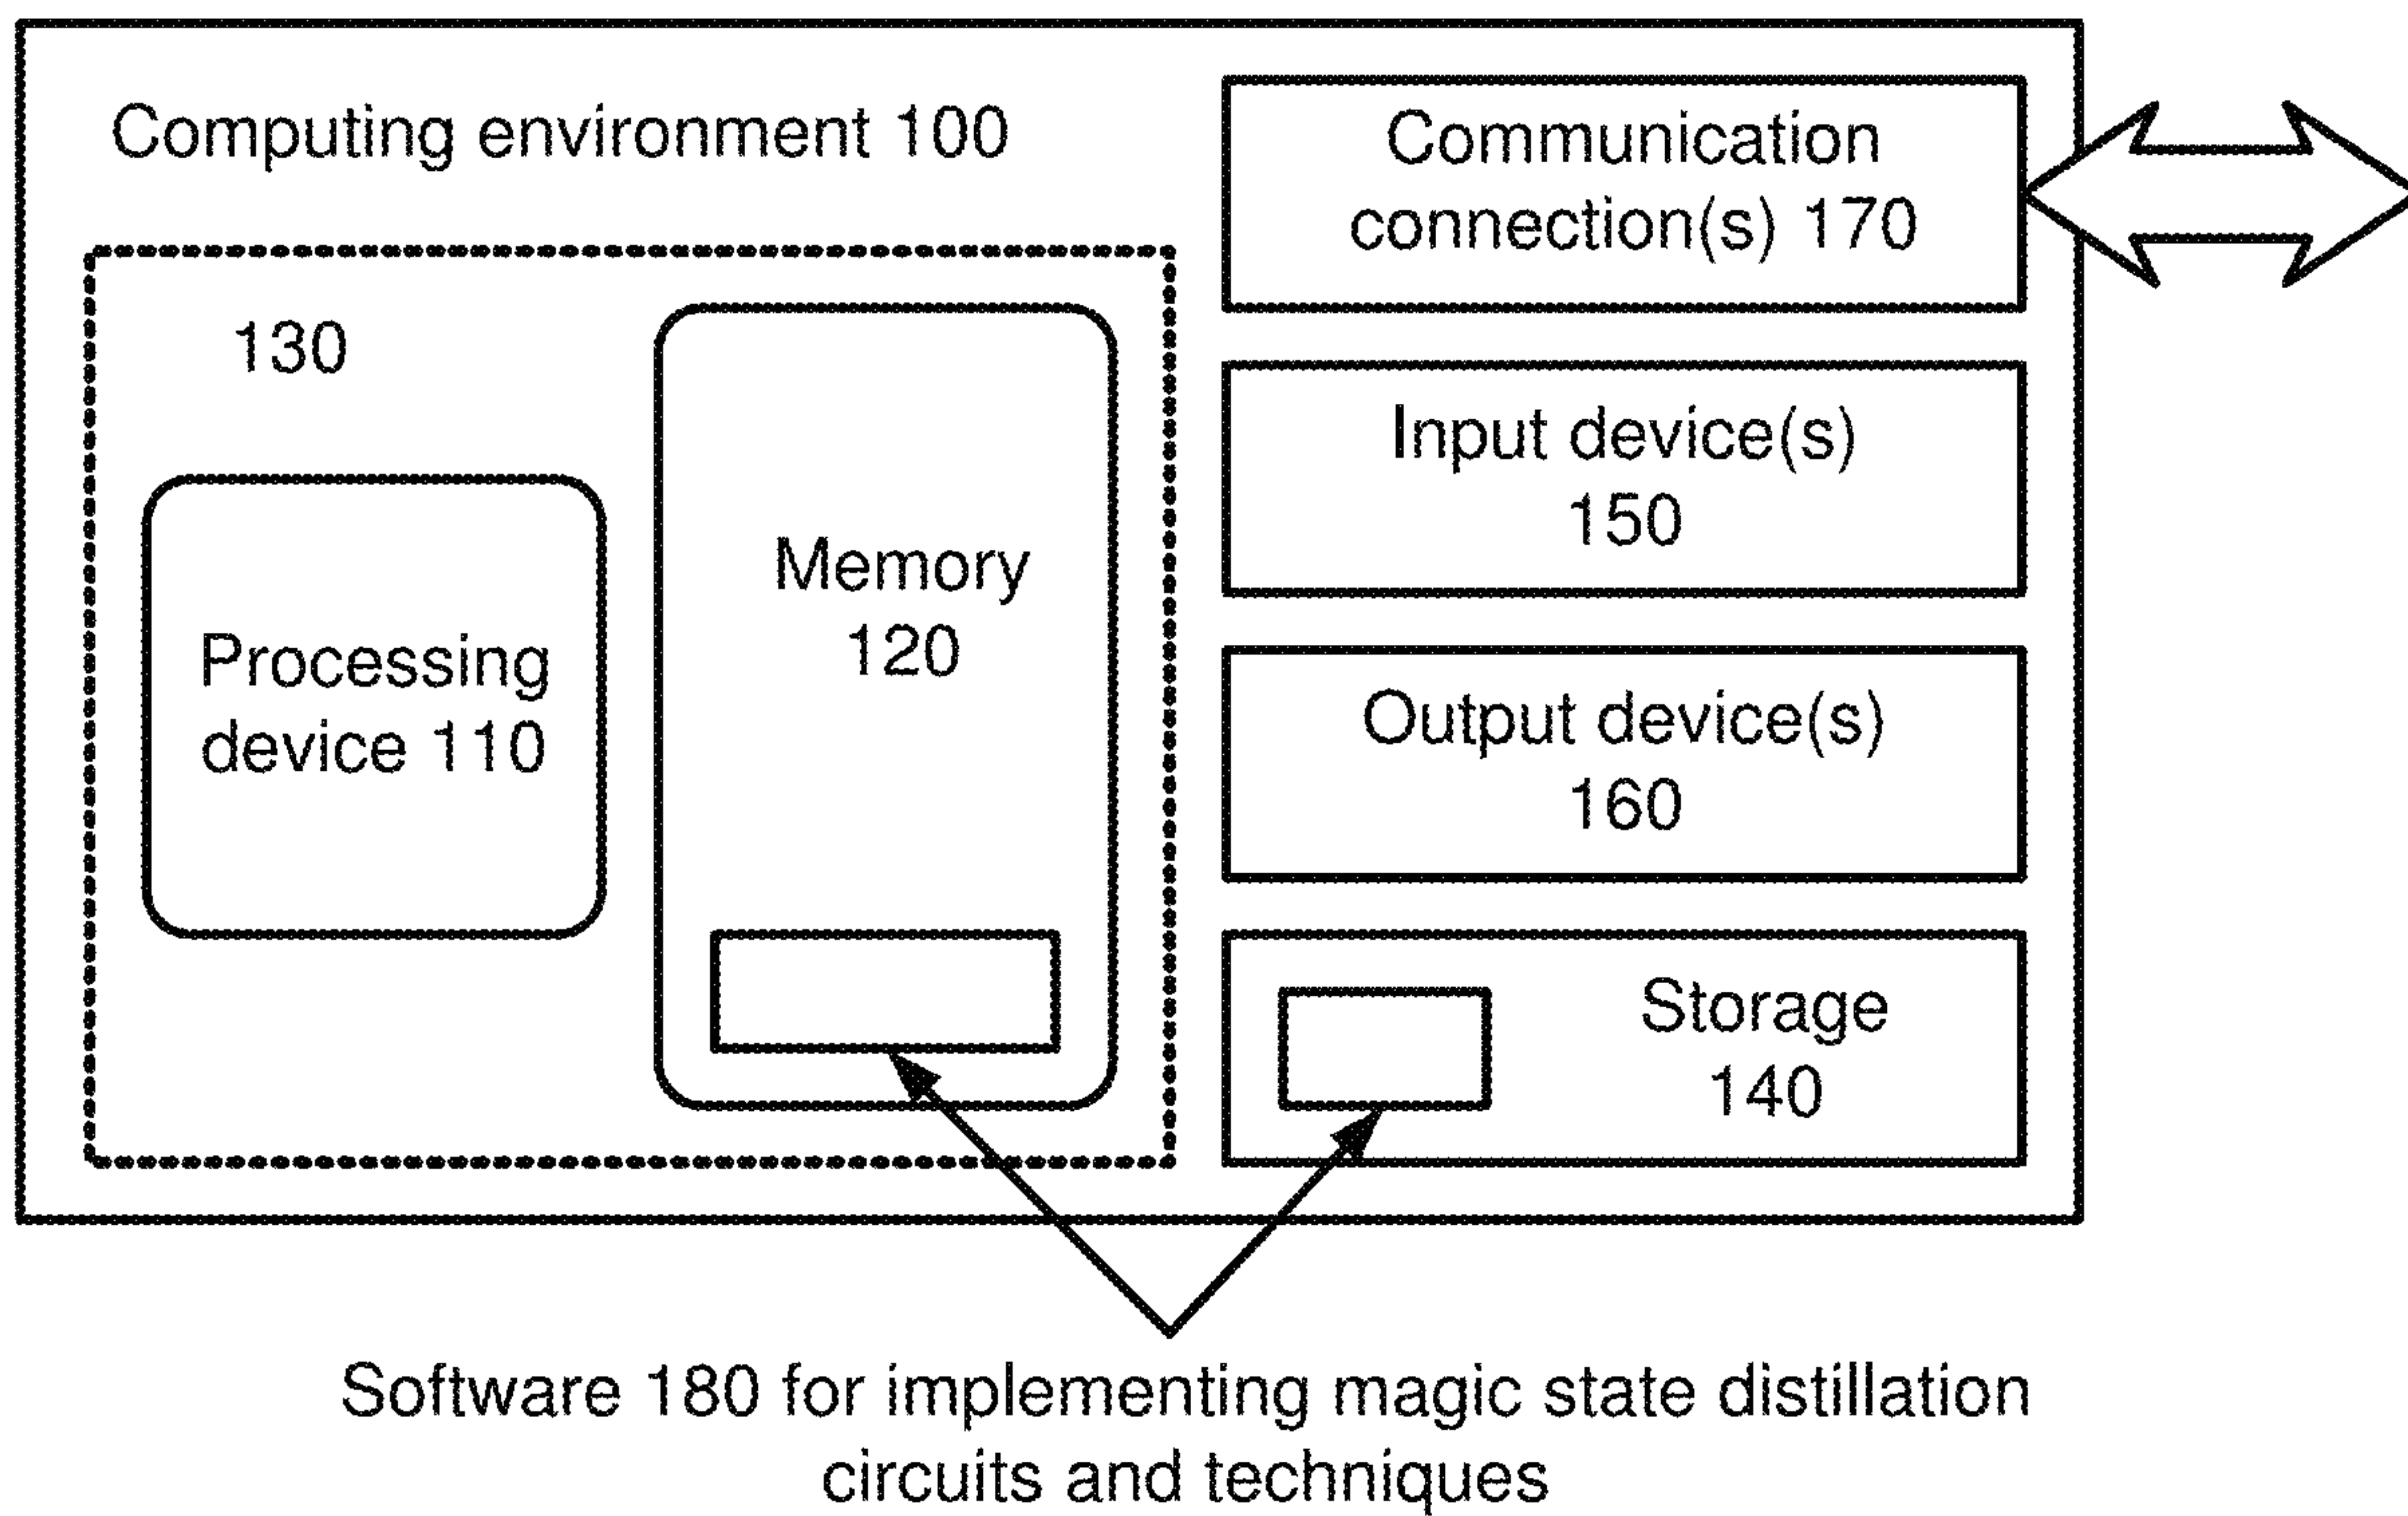 Computing environment 100
130
Processing
device 110
Memory
120
Communication
connection(s) 170
Input device(s)
150
Output device(s)
160
Storage
140
Software 180 for implementing magic state distillation
circuits and techniques